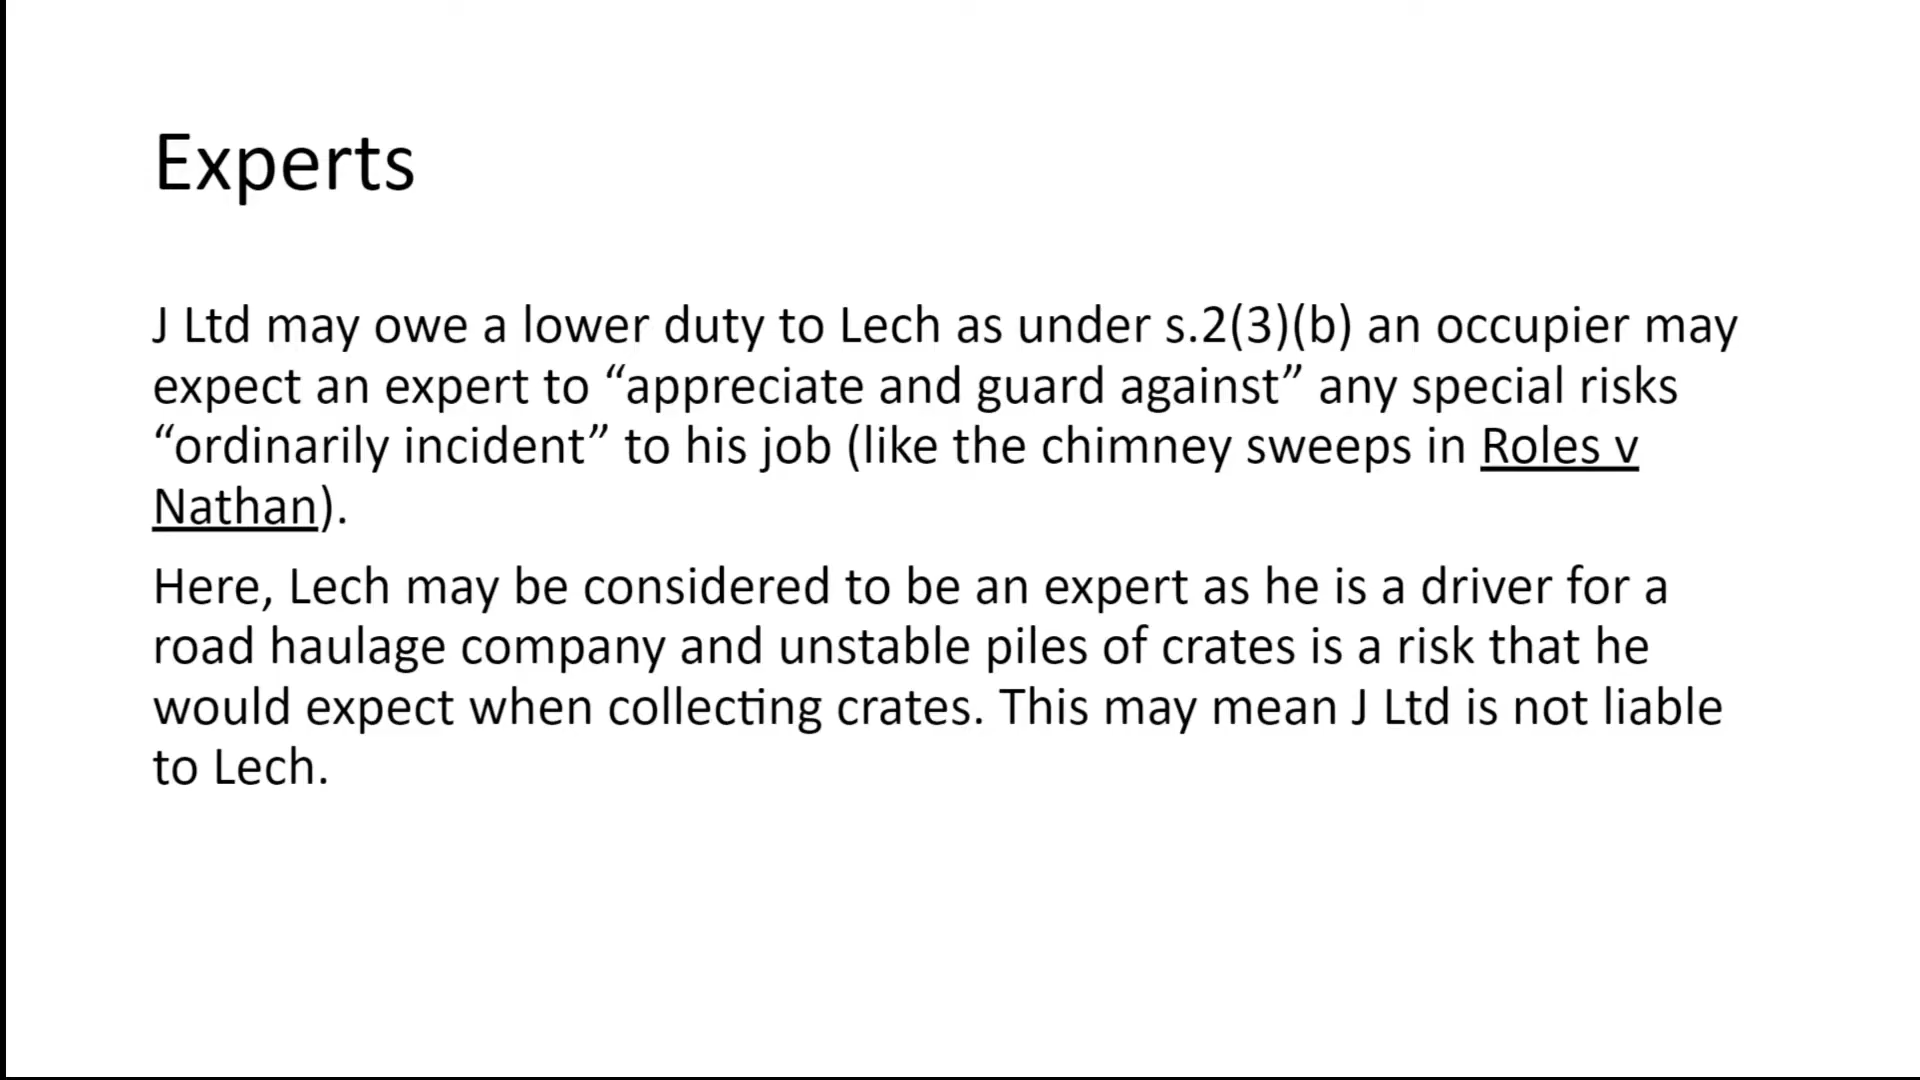 Experts
J Ltd may owe a lower duty to Lech as under s.2(3)(b) an occupier may
expect an expert to “appreciate and guard against” any special risks
“ordinarily incident” to his job (like the chimney sweeps in Roles v
Nathan).
Here, Lech may be considered to be an expert as he is a driver for a
road haulage company and unstable piles of crates is a risk that he
would expect when collecting crates. This may mean J Ltd is not liable
to Lech.